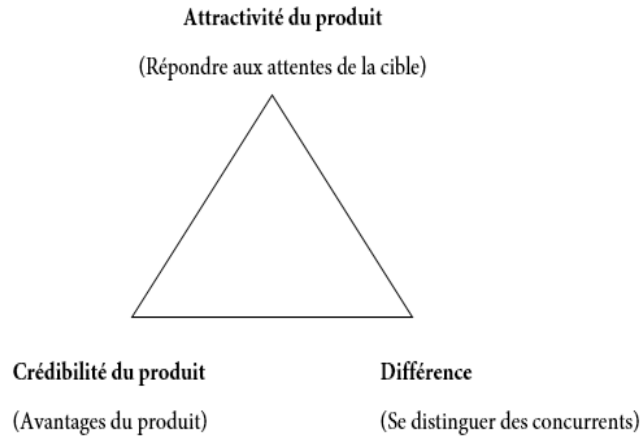 Attractivité du produit
(Répondre aux attentes de la cible)
Crédibilité du produit
Différence
(Avantages du produit)
(Se distinguer des concurrents)